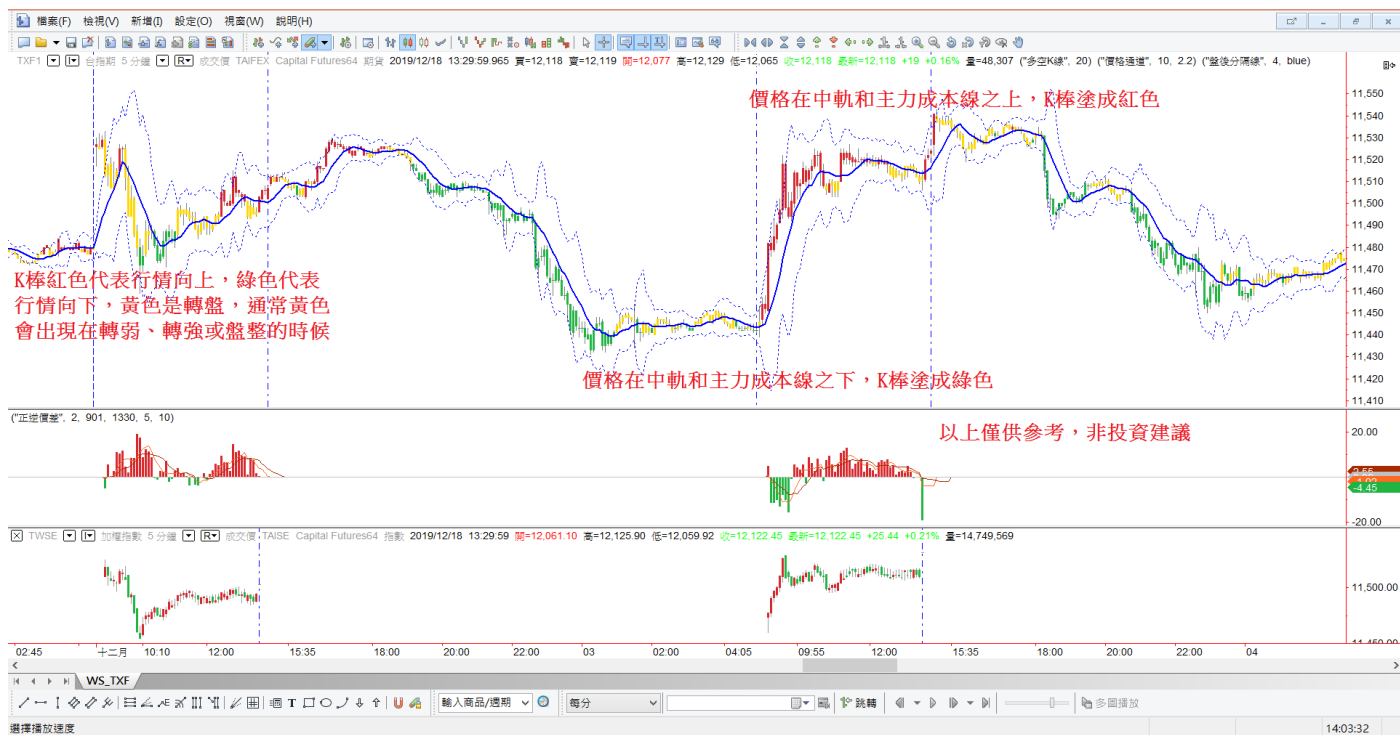 檔案(F) 檢視(V) 新增(I) 設定(O) 視窗(W) 說明(H)
TXF1 台指期 5 分鐘 R 成交價 TAIFEX Capital Futures64 期貨 2019/12/18 13:29:59.965 買=12,118 賣=12,119 開=12,077 高=12,129 低=12,065 收=12,118 最新=12,118 +19 +0.16% 量=48,307 ("多空K線", 20) ("價格通道", 10, 2.2) ("盤後分隔線", 4, blue)
價格在中軌和主力成本線之上，K棒塗成紅色
11,550
11,540
11,530
11,520
11,510
11,500
11,490
11,480
11,470
11,460
11,450
11,440
11,430
11,420
11,410
K棒紅色代表行情向上，綠色代表
行情向下，黃色是轉盤，通常黃色
會出現在轉弱、轉強或盤整的時候
價格在中軌和主力成本線之下，K棒塗成綠色
("正逆價差", 2, 901, 1330, 5, 10)
以上僅供參考，非投資建議
20.00
-4.45
-20.00
TWSE 加權指數 5 分鐘 R 成交價 TAISE Capital Futures64 指數 2019/12/18 13:29:59 開=12,061.10 高=12,125.90 低=12,059.92 收=12,122.45 最新=12,122.45 +25.44 +0.21% 量=14,749,569
11,500.00
02:45 十二月 10:10 12:00 15:35 18:00 20:00 22:00 03 02:00 04:05 09:55 12:00 15:35 18:00 20:00 22:00 04
WS_TXF
輸入商品/週期 每分 跳轉 多圖播放
選擇播放速度 14:03:32